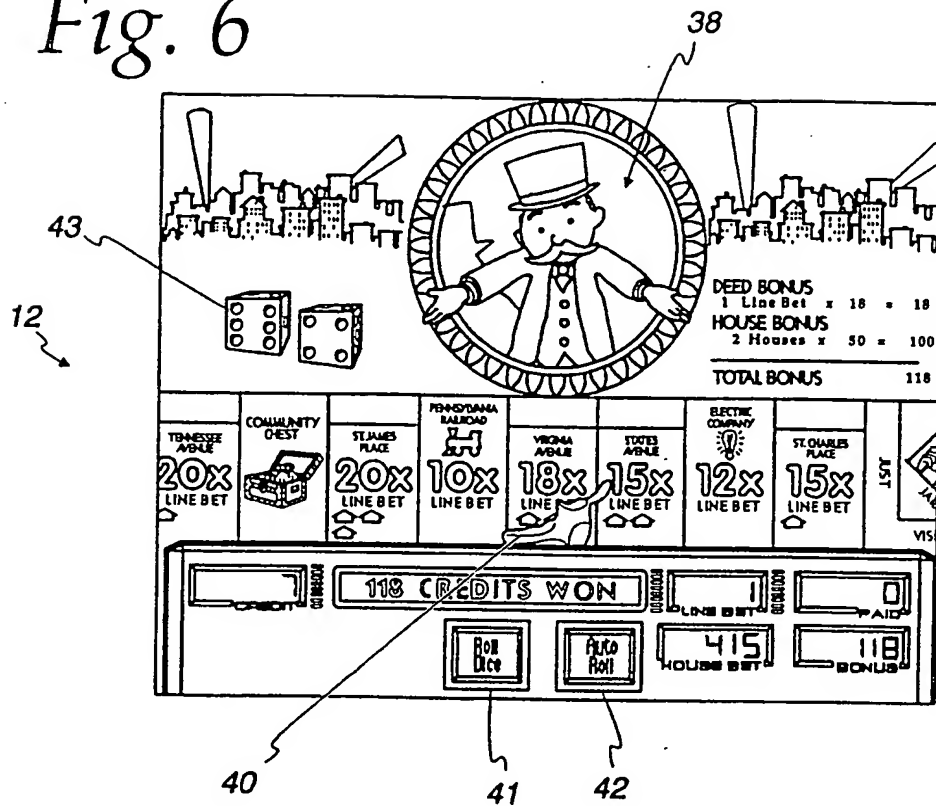 Fig. 6
38
43
12
DEED BONUS
1 Line Bet x 18 = 18
HOUSE BONUS
2 Houses x 50 = 100
TOTAL BONUS 118
TENNESSEE AVENUE
20x
LINE BET
COMMUNITY CHEST
ST. JAMES PLACE
20x
LINE BET
PENNSYLVANIA RAILROAD
10x
LINE BET
VIRGINIA AVENUE
18x
LINE
STATES AVENUE
15x
LINE BET
ELECTRIC COMPANY
12x
LINE BET
ST. CHARLES PLACE
15x
LINE BET
JUST
VISI
7
CREDIT
118 CREDITS WON
1
LINE BET
0
PAID
Roll Dice
Auto Roll
415
HOUSE BET
118
BONUS
40
41
42